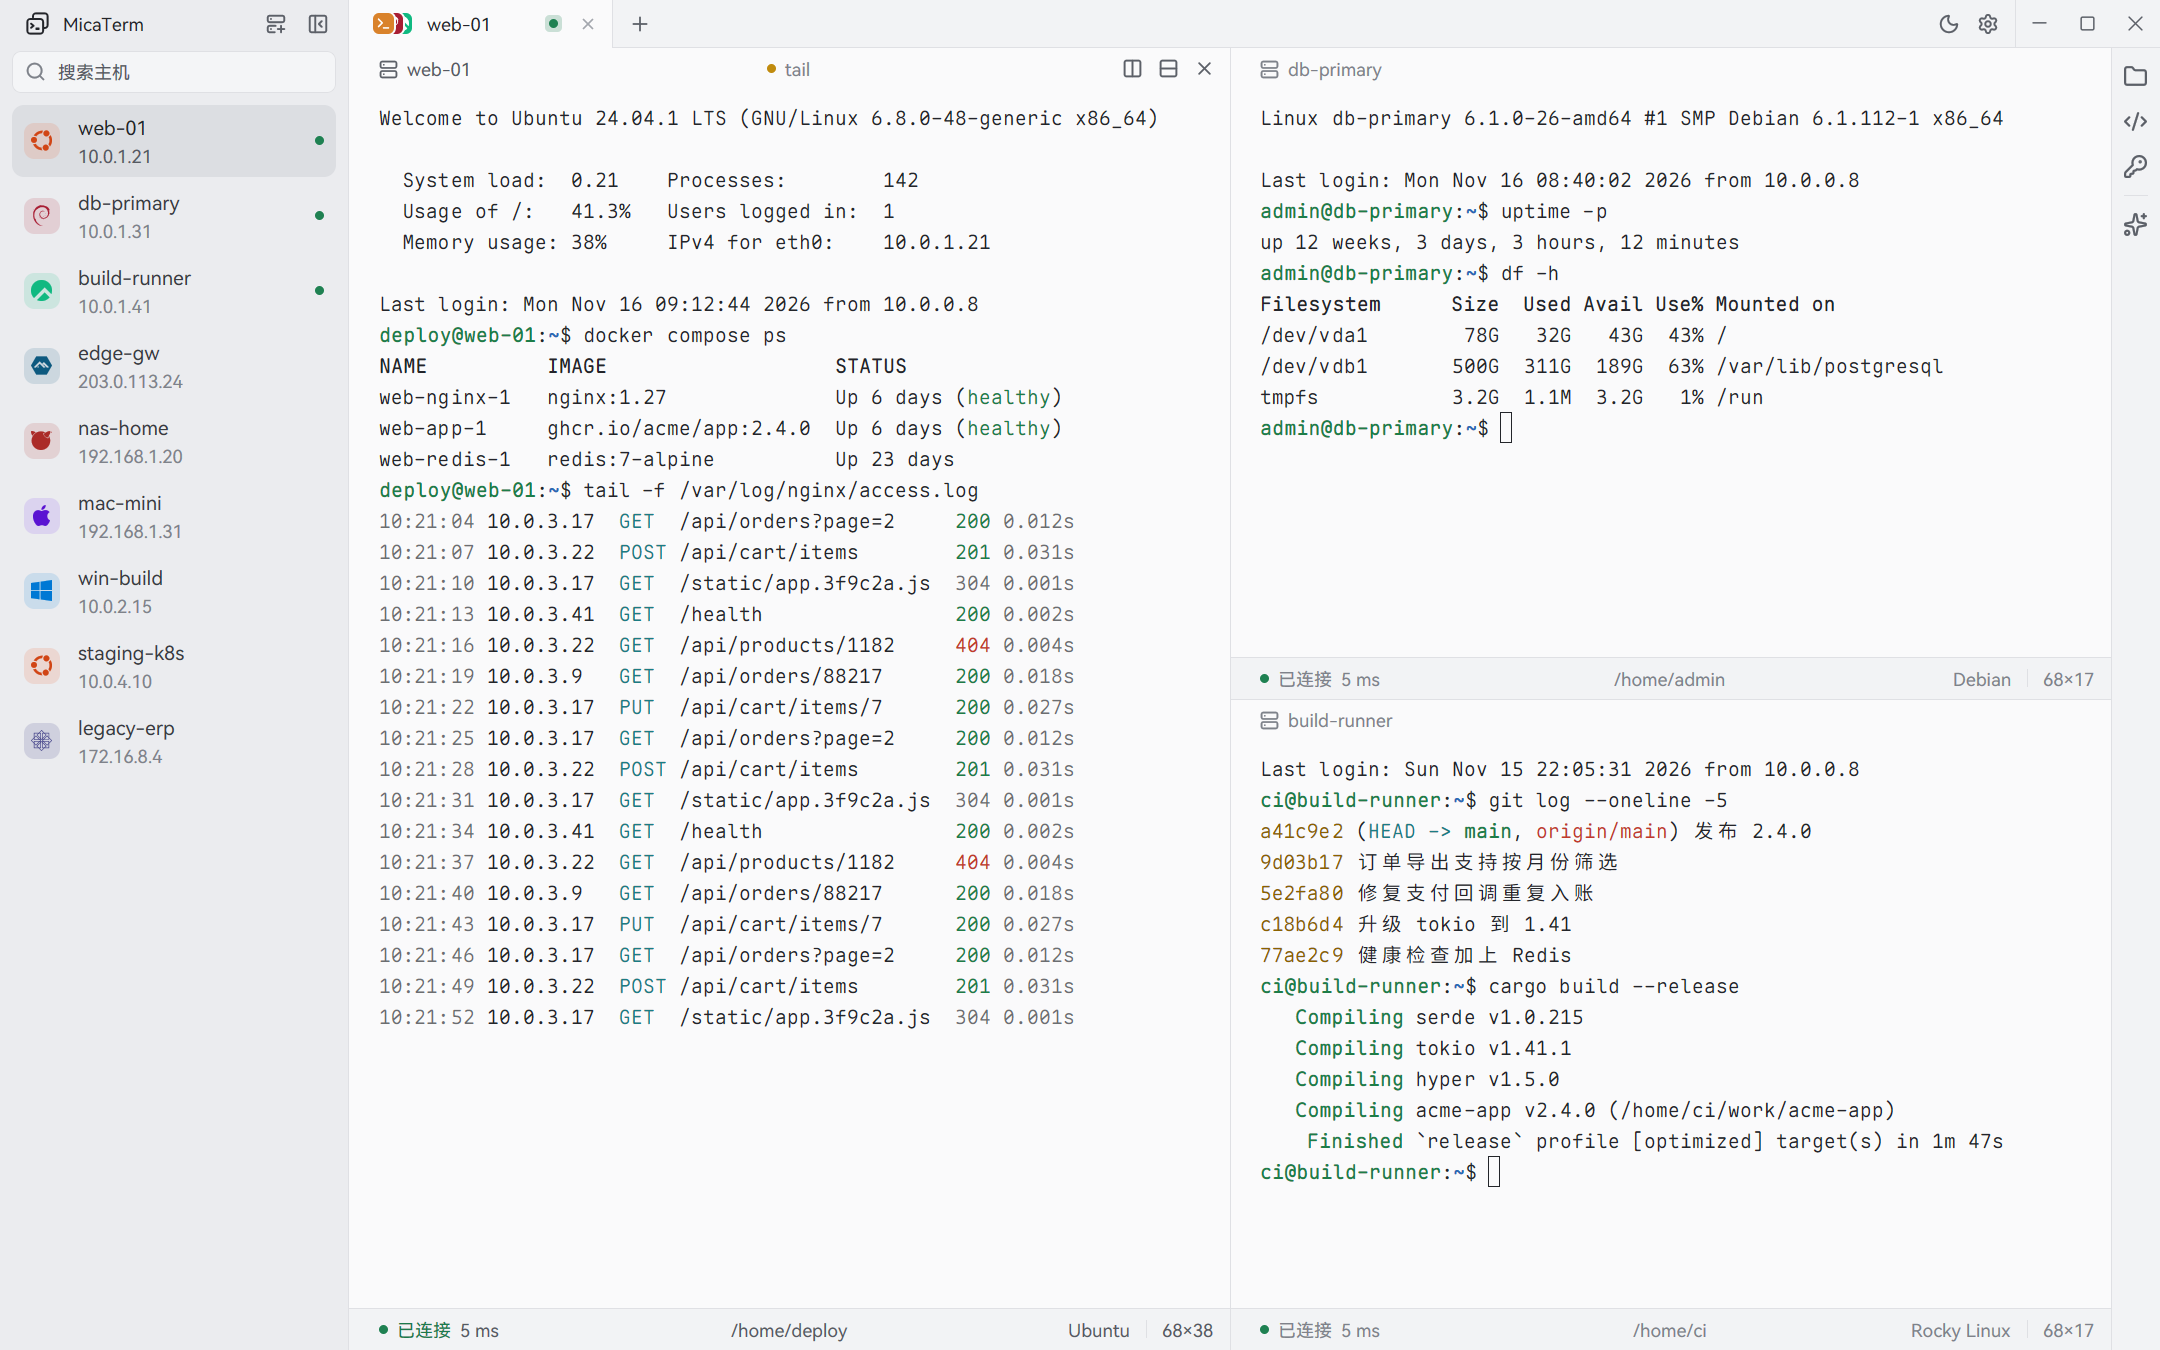 MicaTerm
搜索主机
web-01
10.0.1.21
db-primary
10.0.1.31
build-runner
10.0.1.41
edge-gw
203.0.113.24
nas-home
192.168.1.20
mac-mini
192.168.1.31
win-build
10.0.2.15
staging-k8s
10.0.4.10
legacy-erp
172.16.8.4
web-01
web-01
tail
Welcome to Ubuntu 24.04.1 LTS (GNU/Linux 6.8.0-48-generic x86_64)
System load: 0.21 Processes: 142
Usage of /: 41.3% Users logged in: 1
Memory usage: 38% IPv4 for eth0: 10.0.1.21
Last login: Mon Nov 16 09:12:44 2026 from 10.0.0.8
deploy@web-01:~$ docker compose ps
NAME IMAGE STATUS
web-nginx-1 nginx:1.27 Up 6 days (healthy)
web-app-1 ghcr.io/acme/app:2.4.0 Up 6 days (healthy)
web-redis-1 redis:7-alpine Up 23 days
deploy@web-01:~$ tail -f /var/log/nginx/access.log
10:21:04 10.0.3.17 GET /api/orders?page=2 200 0.012s
10:21:07 10.0.3.22 POST /api/cart/items 201 0.031s
10:21:10 10.0.3.17 GET /static/app.3f9c2a.js 304 0.001s
10:21:13 10.0.3.41 GET /health 200 0.002s
10:21:16 10.0.3.22 GET /api/products/1182 404 0.004s
10:21:19 10.0.3.9 GET /api/orders/88217 200 0.018s
10:21:22 10.0.3.17 PUT /api/cart/items/7 200 0.027s
10:21:25 10.0.3.17 GET /api/orders?page=2 200 0.012s
10:21:28 10.0.3.22 POST /api/cart/items 201 0.031s
10:21:31 10.0.3.17 GET /static/app.3f9c2a.js 304 0.001s
10:21:34 10.0.3.41 GET /health 200 0.002s
10:21:37 10.0.3.22 GET /api/products/1182 404 0.004s
10:21:40 10.0.3.9 GET /api/orders/88217 200 0.018s
10:21:43 10.0.3.17 PUT /api/cart/items/7 200 0.027s
10:21:46 10.0.3.17 GET /api/orders?page=2 200 0.012s
10:21:49 10.0.3.22 POST /api/cart/items 201 0.031s
10:21:52 10.0.3.17 GET /static/app.3f9c2a.js 304 0.001s
已连接 5 ms /home/deploy Ubuntu 68×38
db-primary
Linux db-primary 6.1.0-26-amd64 #1 SMP Debian 6.1.112-1 x86_64
Last login: Mon Nov 16 08:40:02 2026 from 10.0.0.8
admin@db-primary:~$ uptime -p
up 12 weeks, 3 days, 3 hours, 12 minutes
admin@db-primary:~$ df -h
Filesystem Size Used Avail Use% Mounted on
/dev/vda1 78G 32G 43G 43% /
/dev/vdb1 500G 311G 189G 63% /var/lib/postgresql
tmpfs 3.2G 1.1M 3.2G 1% /run
admin@db-primary:~$
已连接 5 ms /home/admin Debian 68×17
build-runner
Last login: Sun Nov 15 22:05:31 2026 from 10.0.0.8
ci@build-runner:~$ git log --oneline -5
a41c9e2 (HEAD -> main, origin/main) 发布 2.4.0
9d03b17 订单导出支持按月份筛选
5e2fa80 修复支付回调重复入账
c18b6d4 升级 tokio 到 1.41
77ae2c9 健康检查加上 Redis
ci@build-runner:~$ cargo build --release
Compiling serde v1.0.215
Compiling tokio v1.41.1
Compiling hyper v1.5.0
Compiling acme-app v2.4.0 (/home/ci/work/acme-app)
Finished `release` profile [optimized] target(s) in 1m 47s
ci@build-runner:~$
已连接 5 ms /home/ci Rocky Linux 68×17